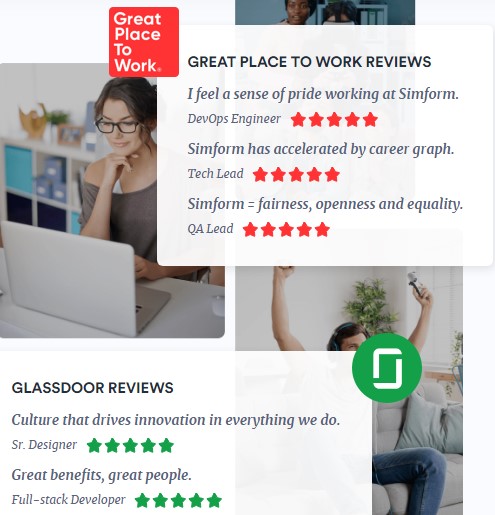 Great
Place
To
Work®
GREAT PLACE TO WORK REVIEWS
I feel a sense of pride working at Simform.
DevOps Engineer
Simform has accelerated by career graph.
Tech Lead
Simform = fairness, openness and equality.
QA Lead
GLASSDOOR REVIEWS
Culture that drives innovation in everything we do.
Sr. Designer
Great benefits, great people.
Full-stack Developer